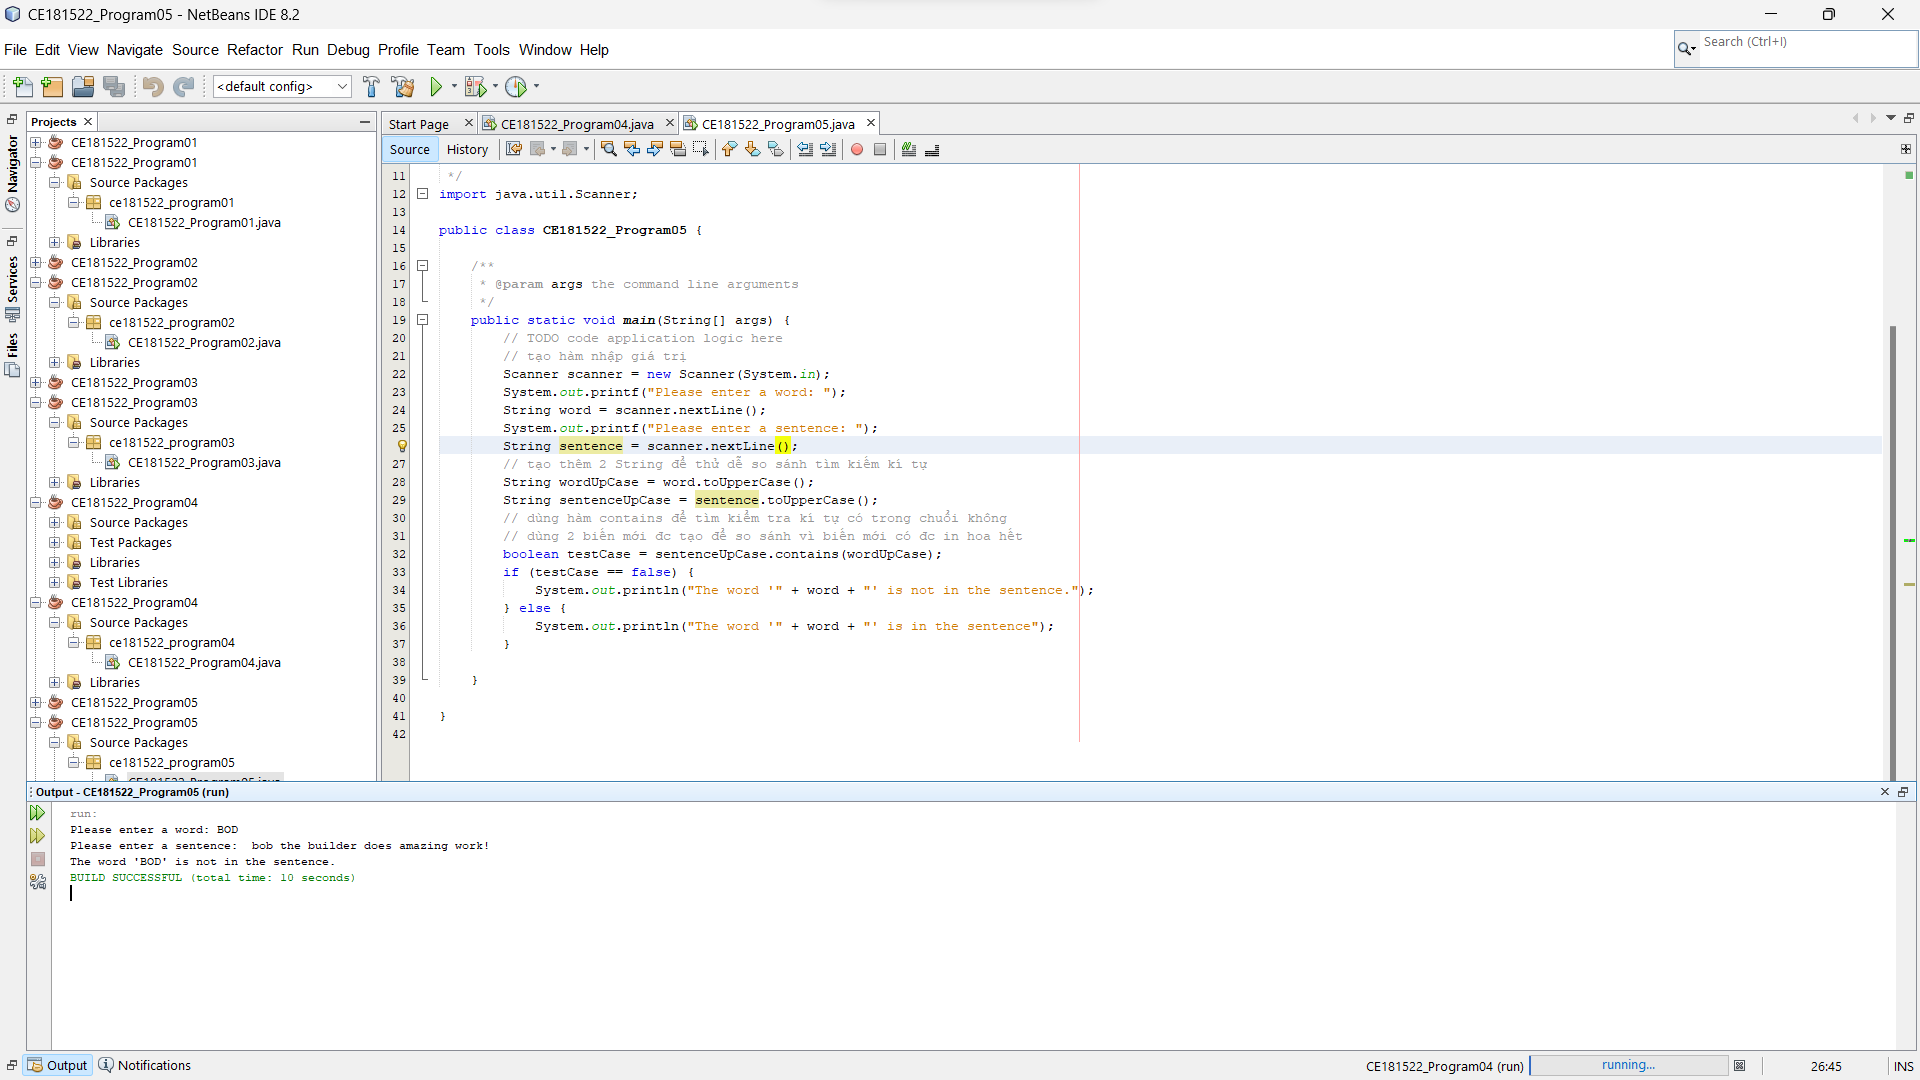 CE181522_Program05 - NetBeans IDE 8.2
File Edit View Navigate Source Refactor Run Debug Profile Team Tools Window Help
Search (Ctrl+I)
<default config>
Navigator
Services
Files
Projects
CE181522_Program01
CE181522_Program01
Source Packages
ce181522_program01
CE181522_Program01.java
Libraries
CE181522_Program02
CE181522_Program02
Source Packages
ce181522_program02
CE181522_Program02.java
Libraries
CE181522_Program03
CE181522_Program03
Source Packages
ce181522_program03
CE181522_Program03.java
Libraries
CE181522_Program04
Source Packages
Test Packages
Libraries
Test Libraries
CE181522_Program04
Source Packages
ce181522_program04
CE181522_Program04.java
Libraries
CE181522_Program05
CE181522_Program05
Source Packages
ce181522_program05
CE181522_Program05.java
Start Page CE181522_Program04.java CE181522_Program05.java
Source History
11 */
12 import java.util.Scanner;
13
14 public class CE181522_Program05 {
15
16 /**
17 * @param args the command line arguments
18 */
19 public static void main(String[] args) {
20 // TODO code application logic here
21 // tạo hàm nhập giá trị
22 Scanner scanner = new Scanner(System.in);
23 System.out.printf("Please enter a word: ");
24 String word = scanner.nextLine();
25 System.out.printf("Please enter a sentence: ");
String sentence = scanner.nextLine();
27 // tạo thêm 2 String để thử dễ so sánh tìm kiếm kí tự
28 String wordUpCase = word.toUpperCase();
29 String sentenceUpCase = sentence.toUpperCase();
30 // dùng hàm contains để tìm kiểm tra kí tự có trong chuỗi không
31 // dùng 2 biến mới đc tạo để so sánh vì biến mới có đc in hoa hết
32 boolean testCase = sentenceUpCase.contains(wordUpCase);
33 if (testCase == false) {
34 System.out.println("The word '" + word + "' is not in the sentence.");
35 } else {
36 System.out.println("The word '" + word + "' is in the sentence");
37 }
38
39 }
40
41 }
42
Output - CE181522_Program05 (run)
run:
Please enter a word: BOD
Please enter a sentence:  bob the builder does amazing work!
The word 'BOD' is not in the sentence.
BUILD SUCCESSFUL (total time: 10 seconds)
Output Notifications
CE181522_Program04 (run) running... 26:45 INS